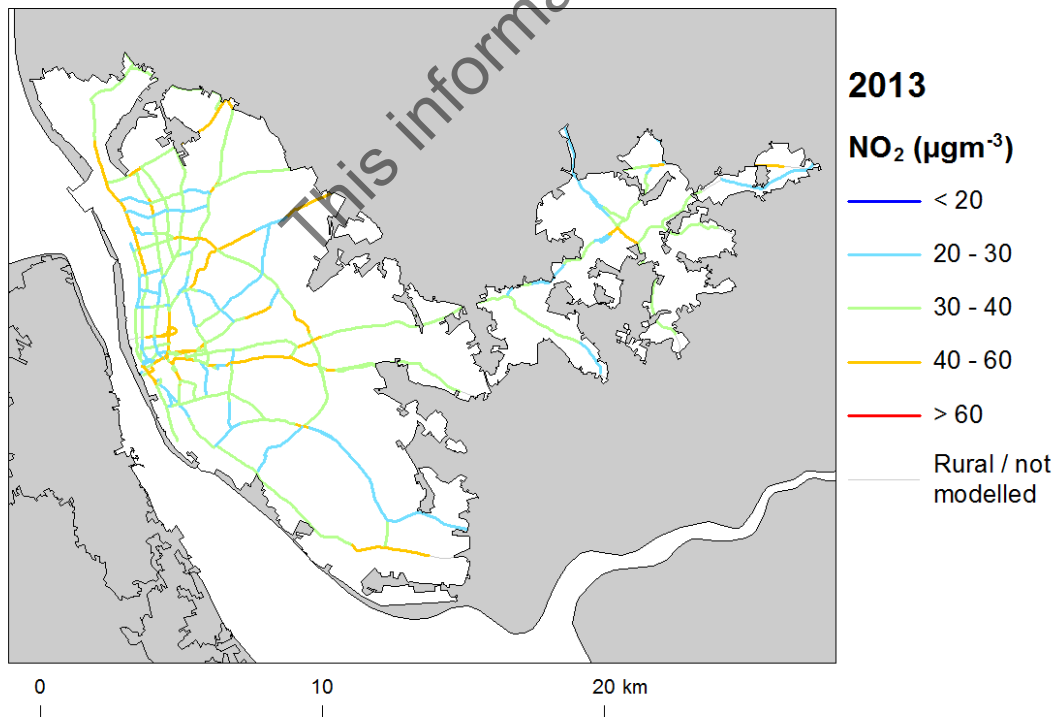 This informa
2013
NO₂ (µgm⁻³)
< 20
20 - 30
30 - 40
40 - 60
> 60
Rural / not
modelled
0 10 20 km